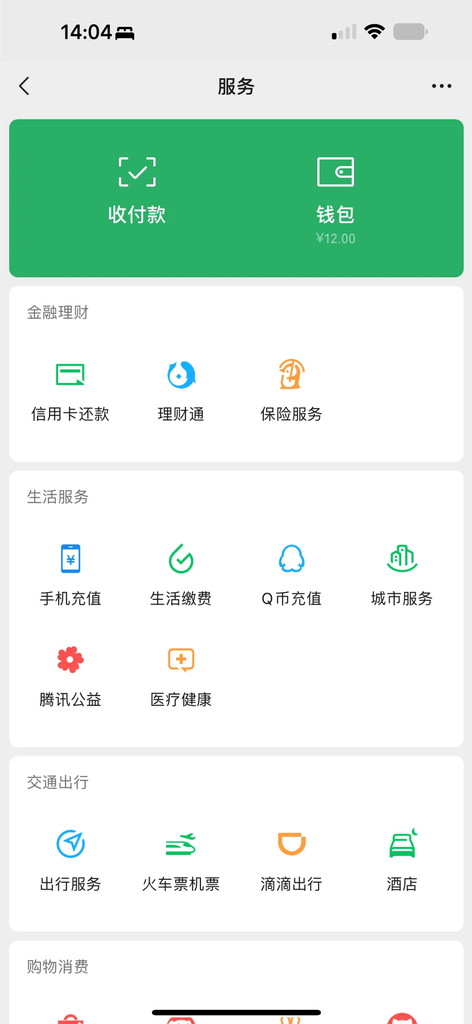 14:04
服务
收付款
钱包
¥12.00
金融理财
信用卡还款 理财通 保险服务
生活服务
手机充值 生活缴费 Q币充值 城市服务
腾讯公益 医疗健康
交通出行
出行服务 火车票机票 滴滴出行 酒店
购物消费